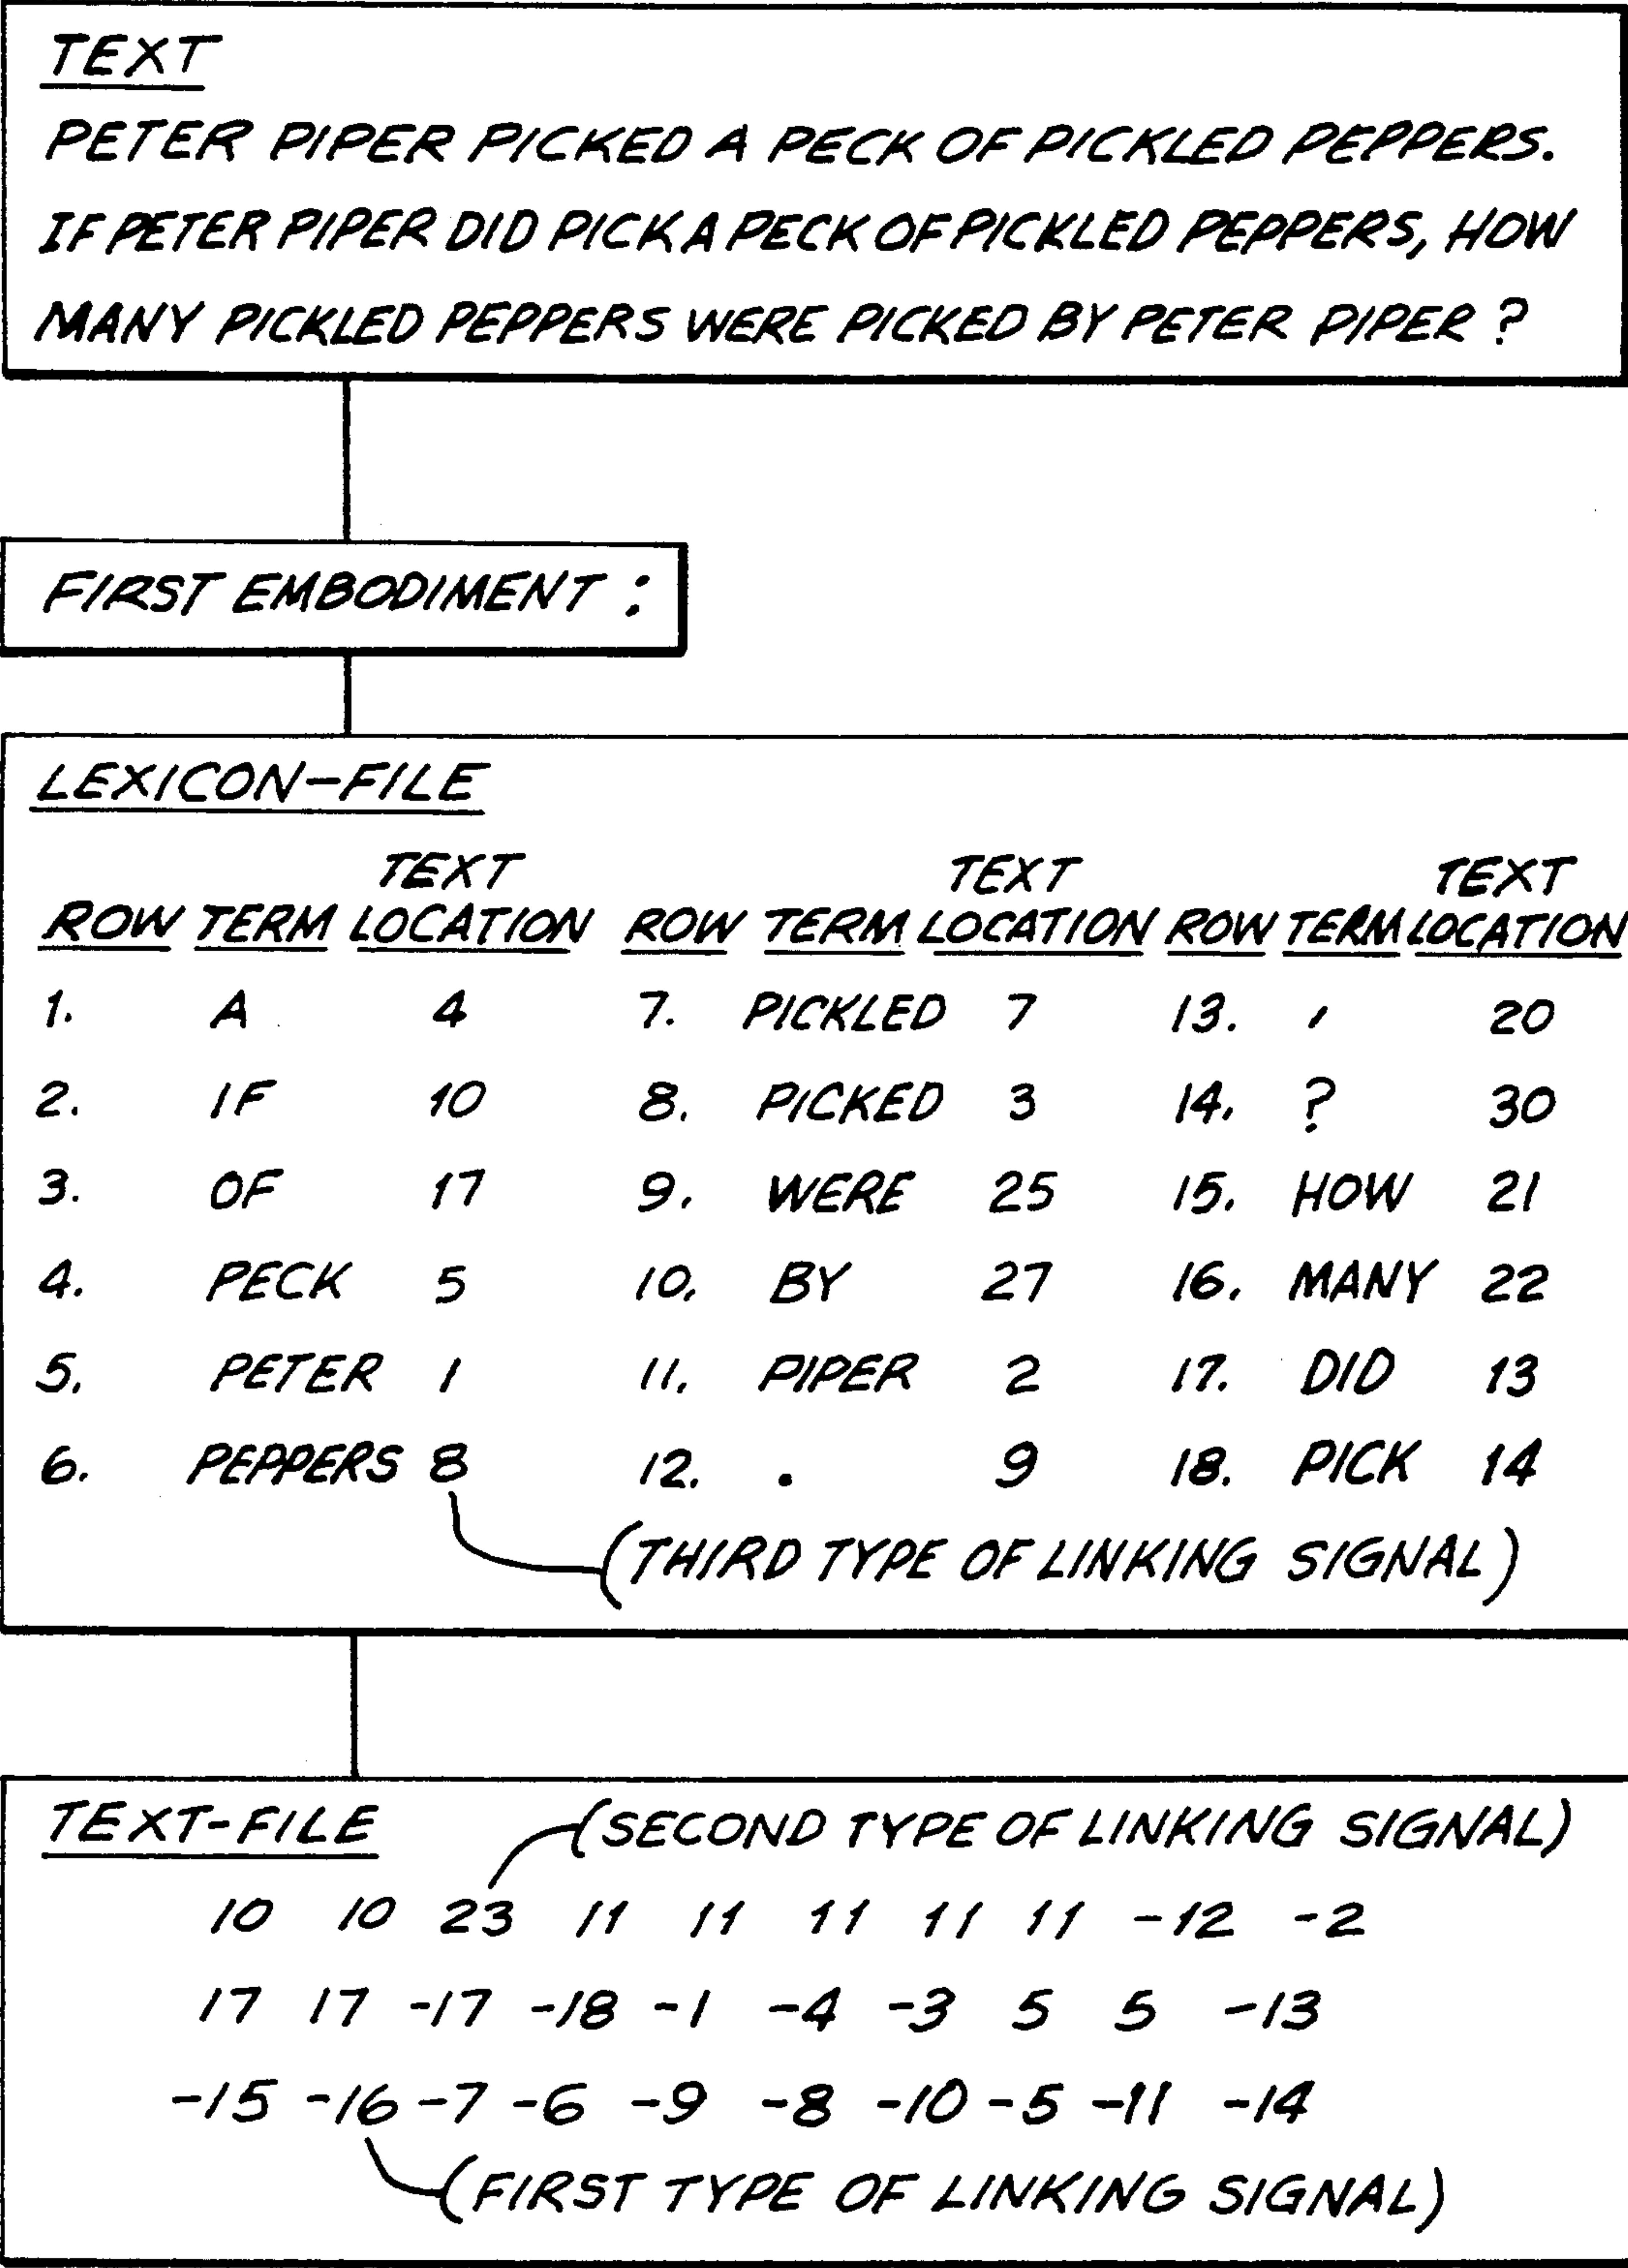 TEXT
PETER PIPER PICKED A PECK OF PICKLED PEPPERS.
IF PETER PIPER DID PICK A PECK OF PICKLED PEPPERS, HOW
MANY PICKLED PEPPERS WERE PICKED BY PETER PIPER ?
FIRST EMBODIMENT :
LEXICON-FILE
TEXT TEXT TEXT
ROW TERM LOCATION ROW TERM LOCATION ROW TERM LOCATION
1. A 4 7. PICKLED 7 13. , 20
2. IF 10 8. PICKED 3 14. ? 30
3. OF 17 9. WERE 25 15. HOW 21
4. PECK 5 10. BY 27 16. MANY 22
5. PETER 1 11. PIPER 2 17. DID 13
6. PEPPERS 8 12. . 9 18. PICK 14
(THIRD TYPE OF LINKING SIGNAL)
TEXT-FILE (SECOND TYPE OF LINKING SIGNAL)
10 10 23 11 11 11 11 11 -12 -2
17 17 -17 -18 -1 -4 -3 5 5 -13
-15 -16 -7 -6 -9 -8 -10 -5 -11 -14
(FIRST TYPE OF LINKING SIGNAL)